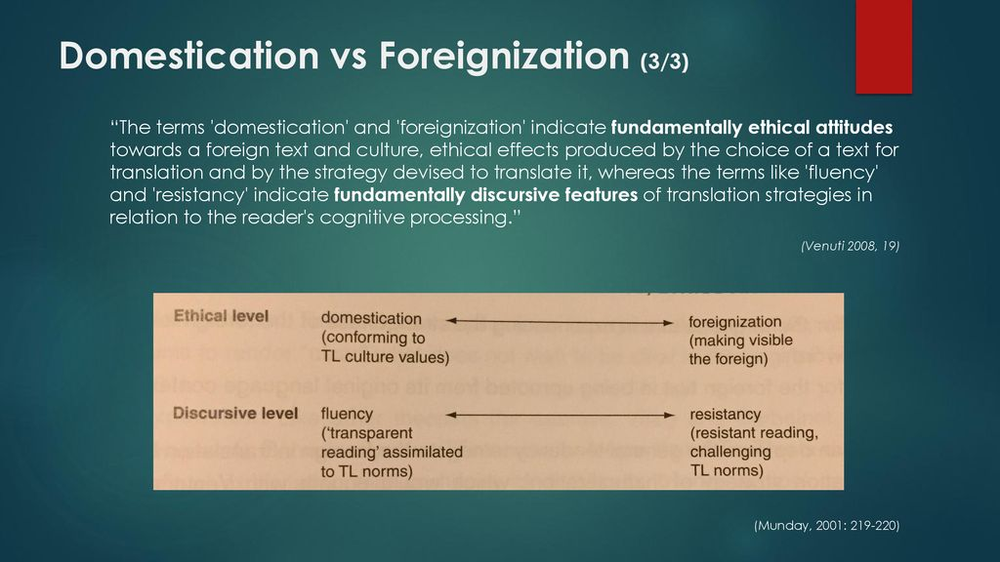 Domestication vs Foreignization (3/3)
“The terms 'domestication' and 'foreignization' indicate fundamentally ethical attitudes
towards a foreign text and culture, ethical effects produced by the choice of a text for
translation and by the strategy devised to translate it, whereas the terms like 'fluency'
and 'resistancy' indicate fundamentally discursive features of translation strategies in
relation to the reader's cognitive processing.”
(Venuti 2008, 19)
Ethical level
domestication
(conforming to
TL culture values)
foreignization
(making visible
the foreign)
Discursive level
fluency
(‘transparent
reading’ assimilated
to TL norms)
resistancy
(resistant reading,
challenging
TL norms)
(Munday, 2001: 219-220)